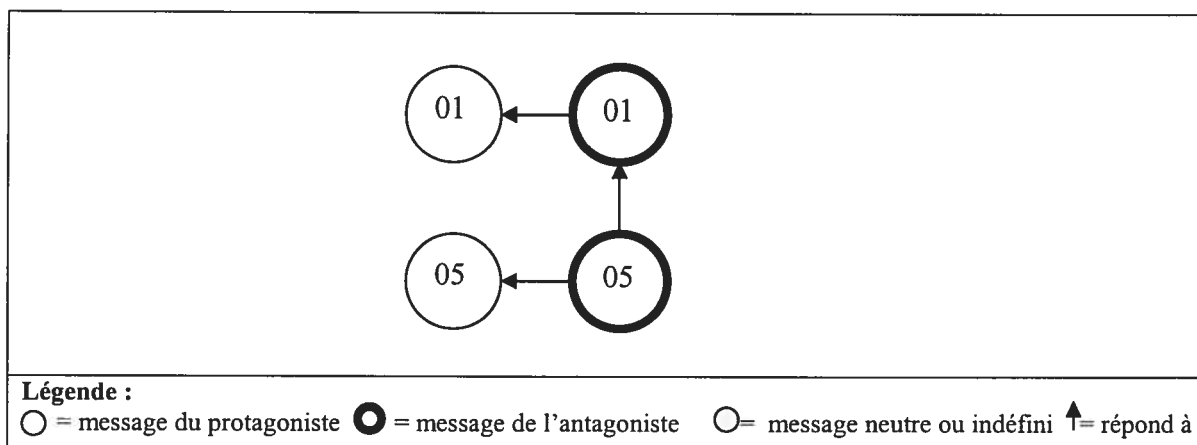 01 01
05 05
Légende :
= message du protagoniste = message de l'antagoniste = message neutre ou indéfini = répond à